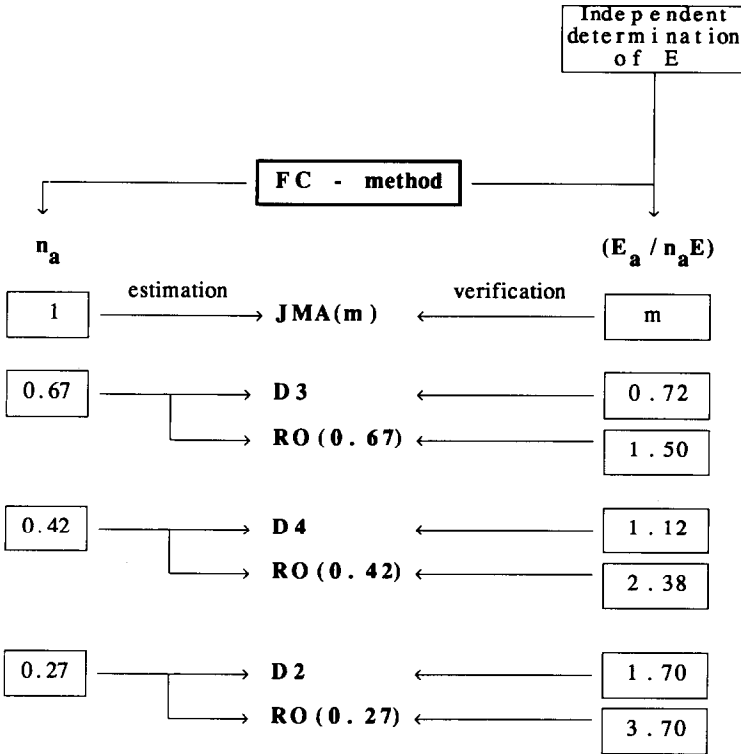 Independent
determination
of E
FC - method
n_a
(E_a / n_aE)
estimation
verification
1
JMA(m)
m
0.67
D3
0.72
RO(0.67)
1.50
0.42
D4
1.12
RO(0.42)
2.38
0.27
D2
1.70
RO(0.27)
3.70